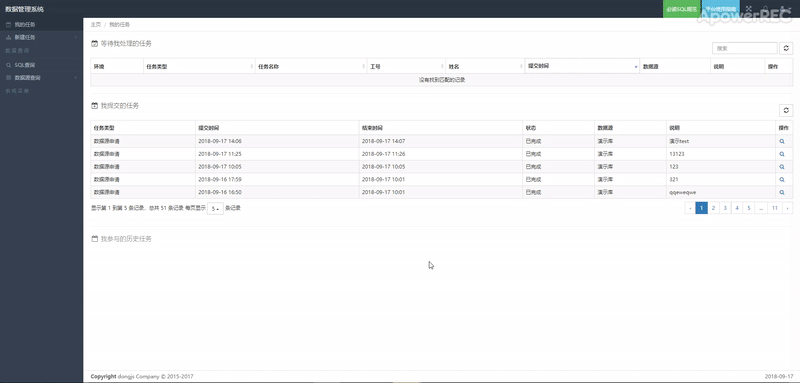 数据管理系统
必读SQL规范
平台使用指南
ApowerREC
我的任务
新建任务
数据查询
SQL查询
数据源查询
主页 / 我的任务
等待我处理的任务
搜索
环境 任务类型 任务名称 工号 姓名 提交时间 数据源 说明 操作
没有找到匹配的记录
我提交的任务
任务类型 提交时间 结束时间 状态 数据源 说明 操作
数据源申请 2018-09-17 14:06 2018-09-17 14:07 已完成 演示库 演示test
数据源申请 2018-09-17 11:25 2018-09-17 11:26 已完成 演示库 13123
数据源申请 2018-09-17 10:05 2018-09-17 10:05 已完成 演示库 123
数据源申请 2018-09-16 17:59 2018-09-17 10:01 已完成 演示库 321
数据源申请 2018-09-16 16:50 2018-09-17 10:01 已完成 演示库 qqeweqwe
显示第 1 到第 5 条记录，总共 51 条记录 每页显示 5 条记录
‹ 1 2 3 4 5 ... 11 ›
我参与的历史任务
Copyright dongjs Company © 2015-2017
2018-09-17